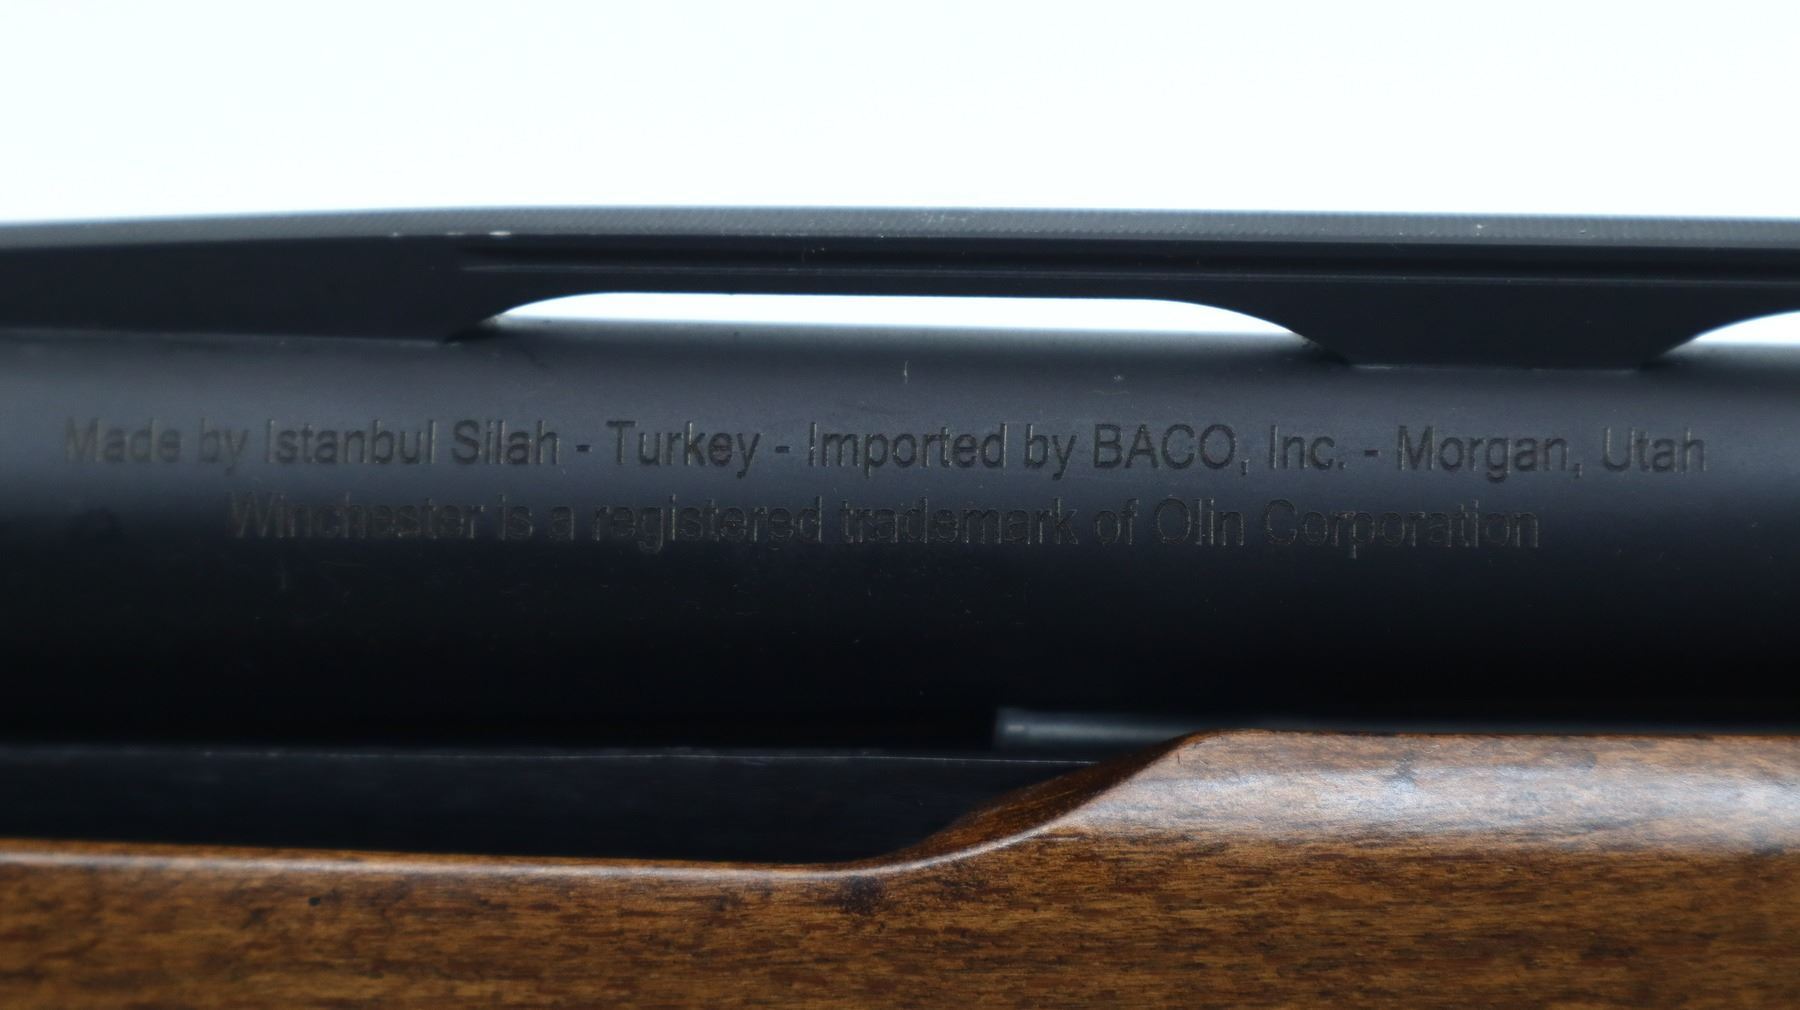 Made by Istanbul Silah - Turkey - Imported by BACO, Inc. - Morgan, Utah
Winchester is a registered trademark of Olin Corporation